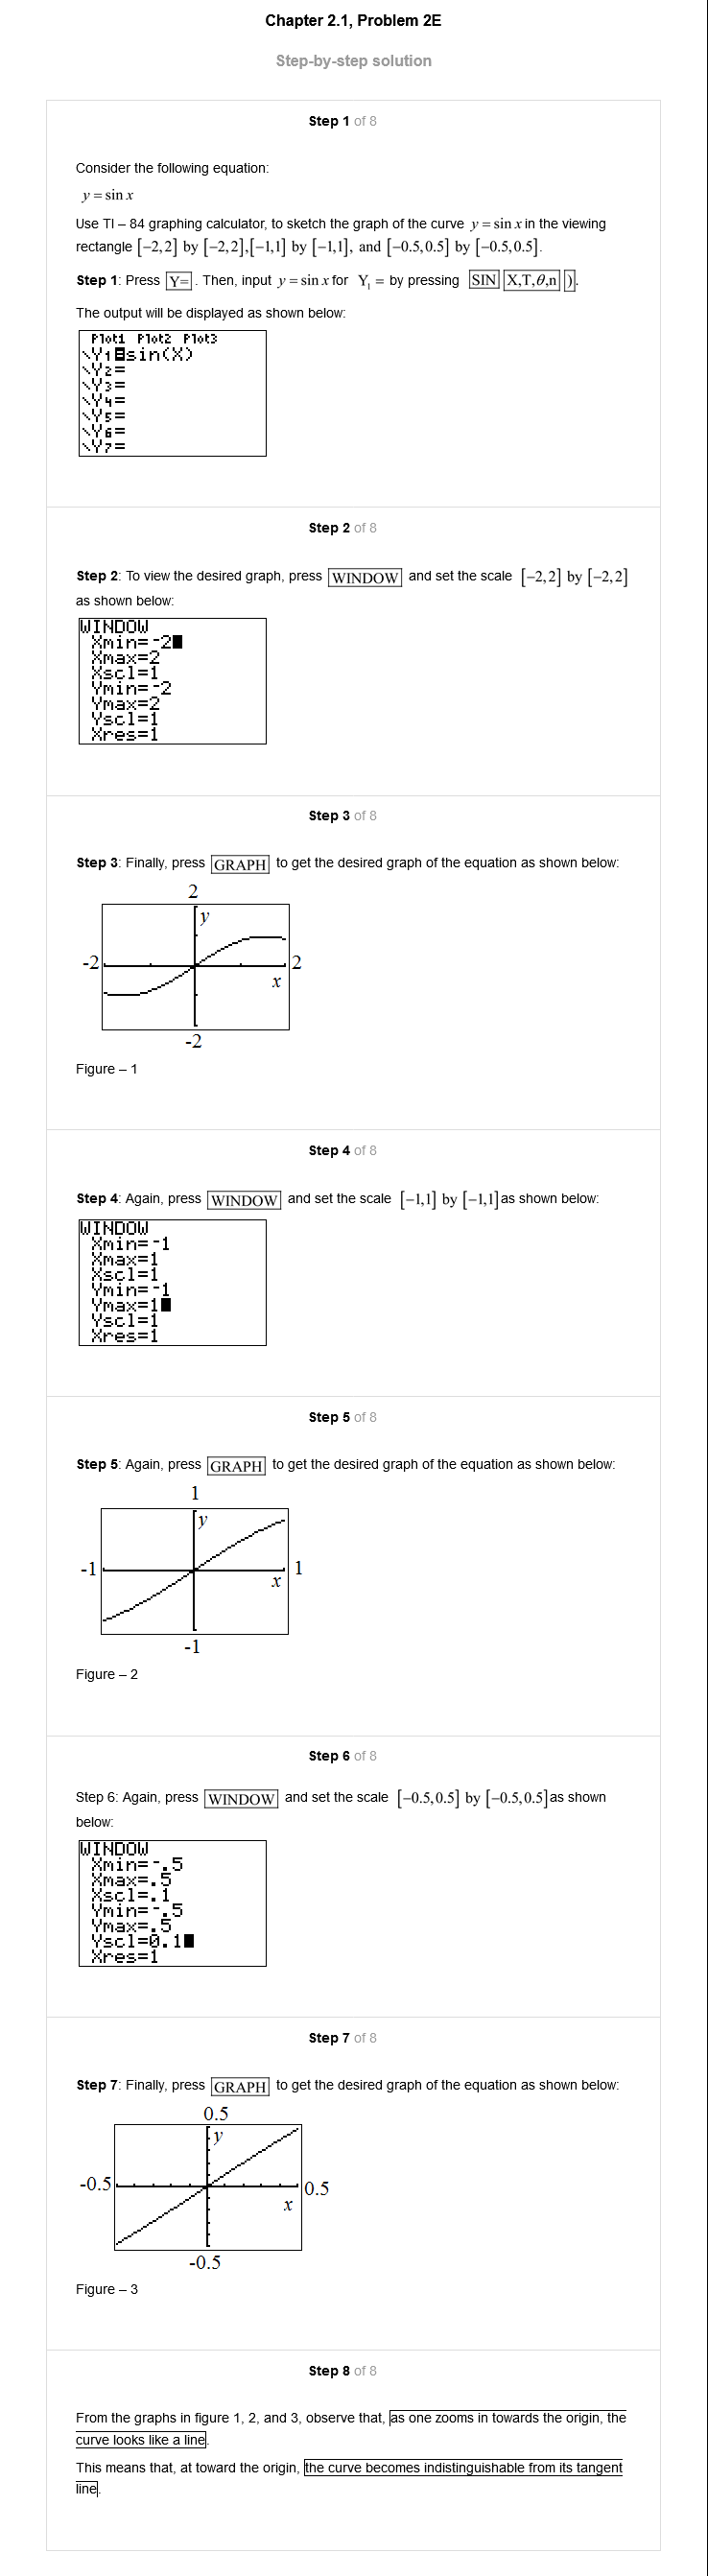 Chapter 2.1, Problem 2E
Step-by-step solution
Step 1 of 8
Consider the following equation:
y = sin x
Use TI – 84 graphing calculator, to sketch the graph of the curve y = sin x in the viewing
rectangle [−2,2] by [−2,2],[−1,1] by [−1,1], and [−0.5,0.5] by [−0.5,0.5].
Step 1: Press Y= . Then, input y = sin x for Y₁ = by pressing SIN X,T,θ,n ).
The output will be displayed as shown below:
Plot1 Plot2 Plot3
\Y1=sin(X)
\Y2=
\Y3=
\Y4=
\Y5=
\Y6=
\Y7=
Step 2 of 8
Step 2: To view the desired graph, press WINDOW and set the scale [−2,2] by [−2,2]
as shown below:
WINDOW
Xmin=-2
Xmax=2
Xscl=1
Ymin=-2
Ymax=2
Yscl=1
Xres=1
Step 3 of 8
Step 3: Finally, press GRAPH to get the desired graph of the equation as shown below:
2
y
-2 2
x
-2
Figure – 1
Step 4 of 8
Step 4: Again, press WINDOW and set the scale [−1,1] by [−1,1] as shown below:
WINDOW
Xmin=-1
Xmax=1
Xscl=1
Ymin=-1
Ymax=1
Yscl=1
Xres=1
Step 5 of 8
Step 5: Again, press GRAPH to get the desired graph of the equation as shown below:
1
y
-1 1
x
-1
Figure – 2
Step 6 of 8
Step 6: Again, press WINDOW and set the scale [−0.5,0.5] by [−0.5,0.5] as shown
below:
WINDOW
Xmin=-.5
Xmax=.5
Xscl=.1
Ymin=-.5
Ymax=.5
Yscl=0.1
Xres=1
Step 7 of 8
Step 7: Finally, press GRAPH to get the desired graph of the equation as shown below:
0.5
y
-0.5 0.5
x
-0.5
Figure – 3
Step 8 of 8
From the graphs in figure 1, 2, and 3, observe that, as one zooms in towards the origin, the
curve looks like a line.
This means that, at toward the origin, the curve becomes indistinguishable from its tangent
line.